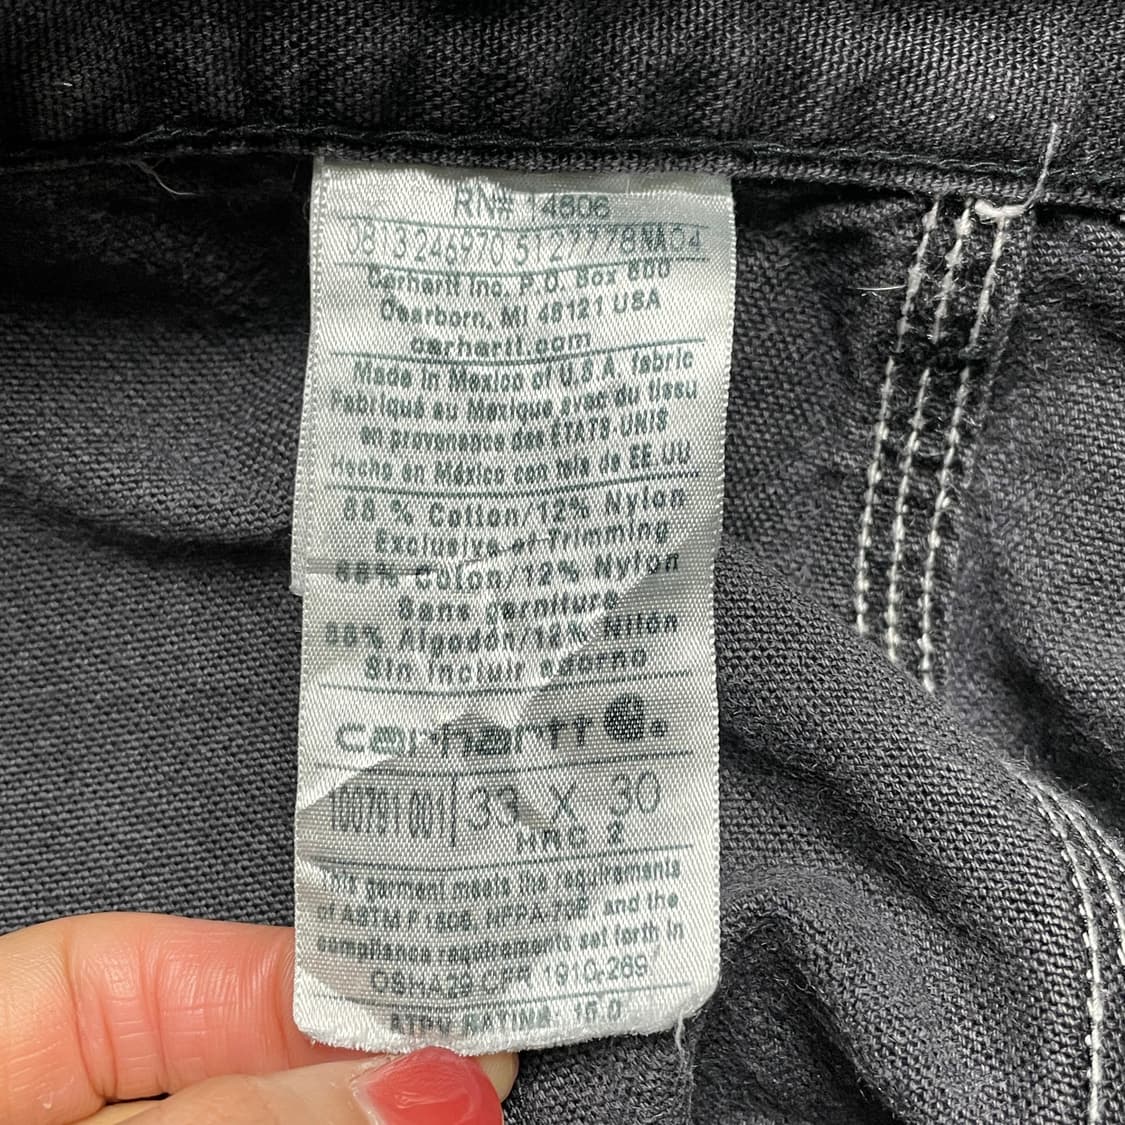 RN# 14806
0813246970 5127778NA04
Carhartt Inc. P.O. Box 600
Dearborn, MI 48121 USA
carhartt.com
Made in Mexico of U.S.A. fabric
Fabriqué au Mexique avec du tissu
en provenance des ÉTATS-UNIS
Hecho en México con tela de EE.UU.
88 % Cotton/12% Nylon
Exclusive of Trimming
88% Coton/12% Nylon
Sans garniture
88% Algodón/12% Nilón
Sin incluir adorno
carhartt
100791 001 33 X 30
HRC 2
This garment meets the requirements
of ASTM F1506, NFPA-70E, and the
compliance requirements set forth in
OSHA 29 CFR 1910-269
ATPV RATING: 15.0